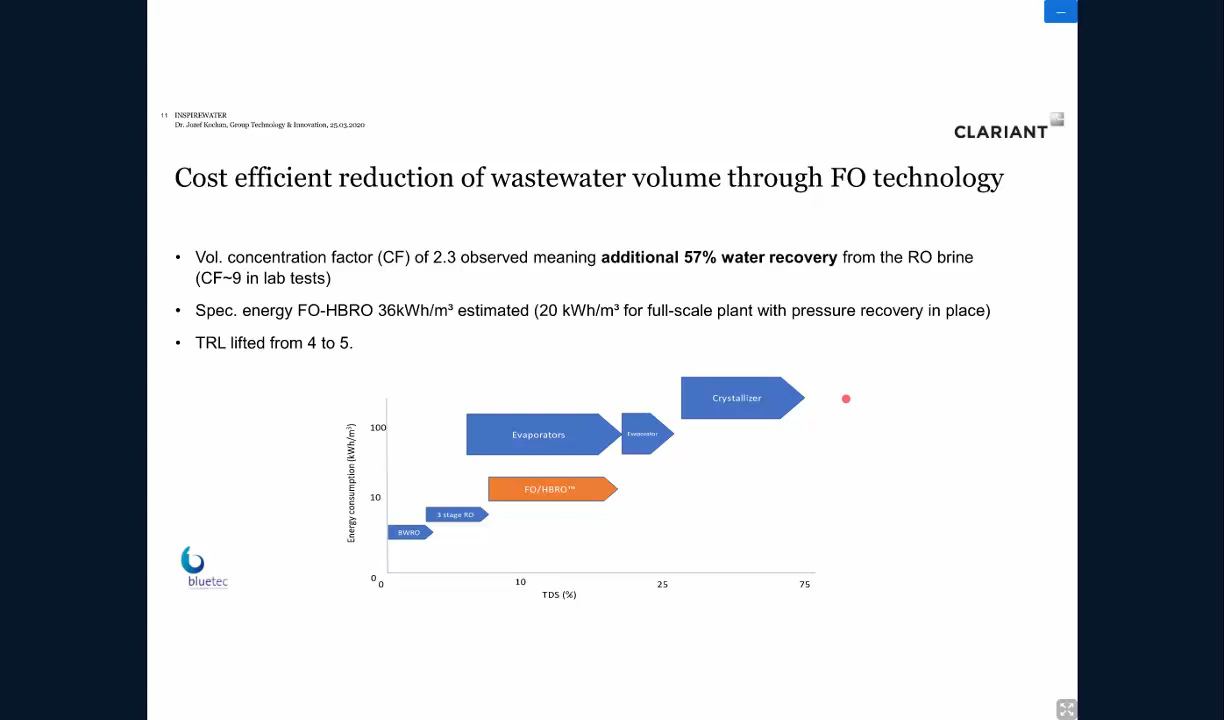 11 INSPIREWATER
Dr. Jozef Kochan, Group Technology & Innovation, 25.03.2020
CLARIANT
Cost efficient reduction of wastewater volume through FO technology
• Vol. concentration factor (CF) of 2.3 observed meaning additional 57% water recovery from the RO brine
(CF~9 in lab tests)
• Spec. energy FO-HBRO 36kWh/m³ estimated (20 kWh/m³ for full-scale plant with pressure recovery in place)
• TRL lifted from 4 to 5.
Crystallizer
100
Evaporators
Evaporator
Energy consumption (kWh/m³)
10
FO/HBRO™
3 stage RO
BWRO
0
0
10
25
75
TDS (%)
bluetec